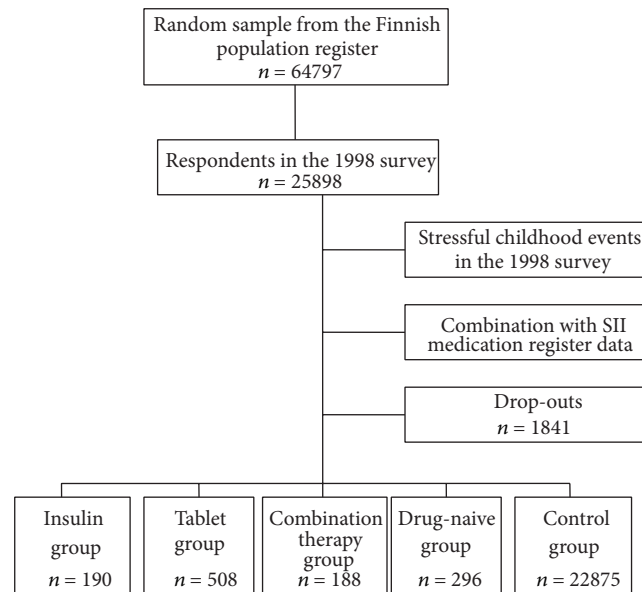 Random sample from the Finnish
population register
n = 64797
Respondents in the 1998 survey
n = 25898
Stressful childhood events
in the 1998 survey
Combination with SII
medication register data
Drop-outs
n = 1841
Insulin
group
n = 190
Tablet
group
n = 508
Combination
therapy
group
n = 188
Drug-naive
group
n = 296
Control
group
n = 22875